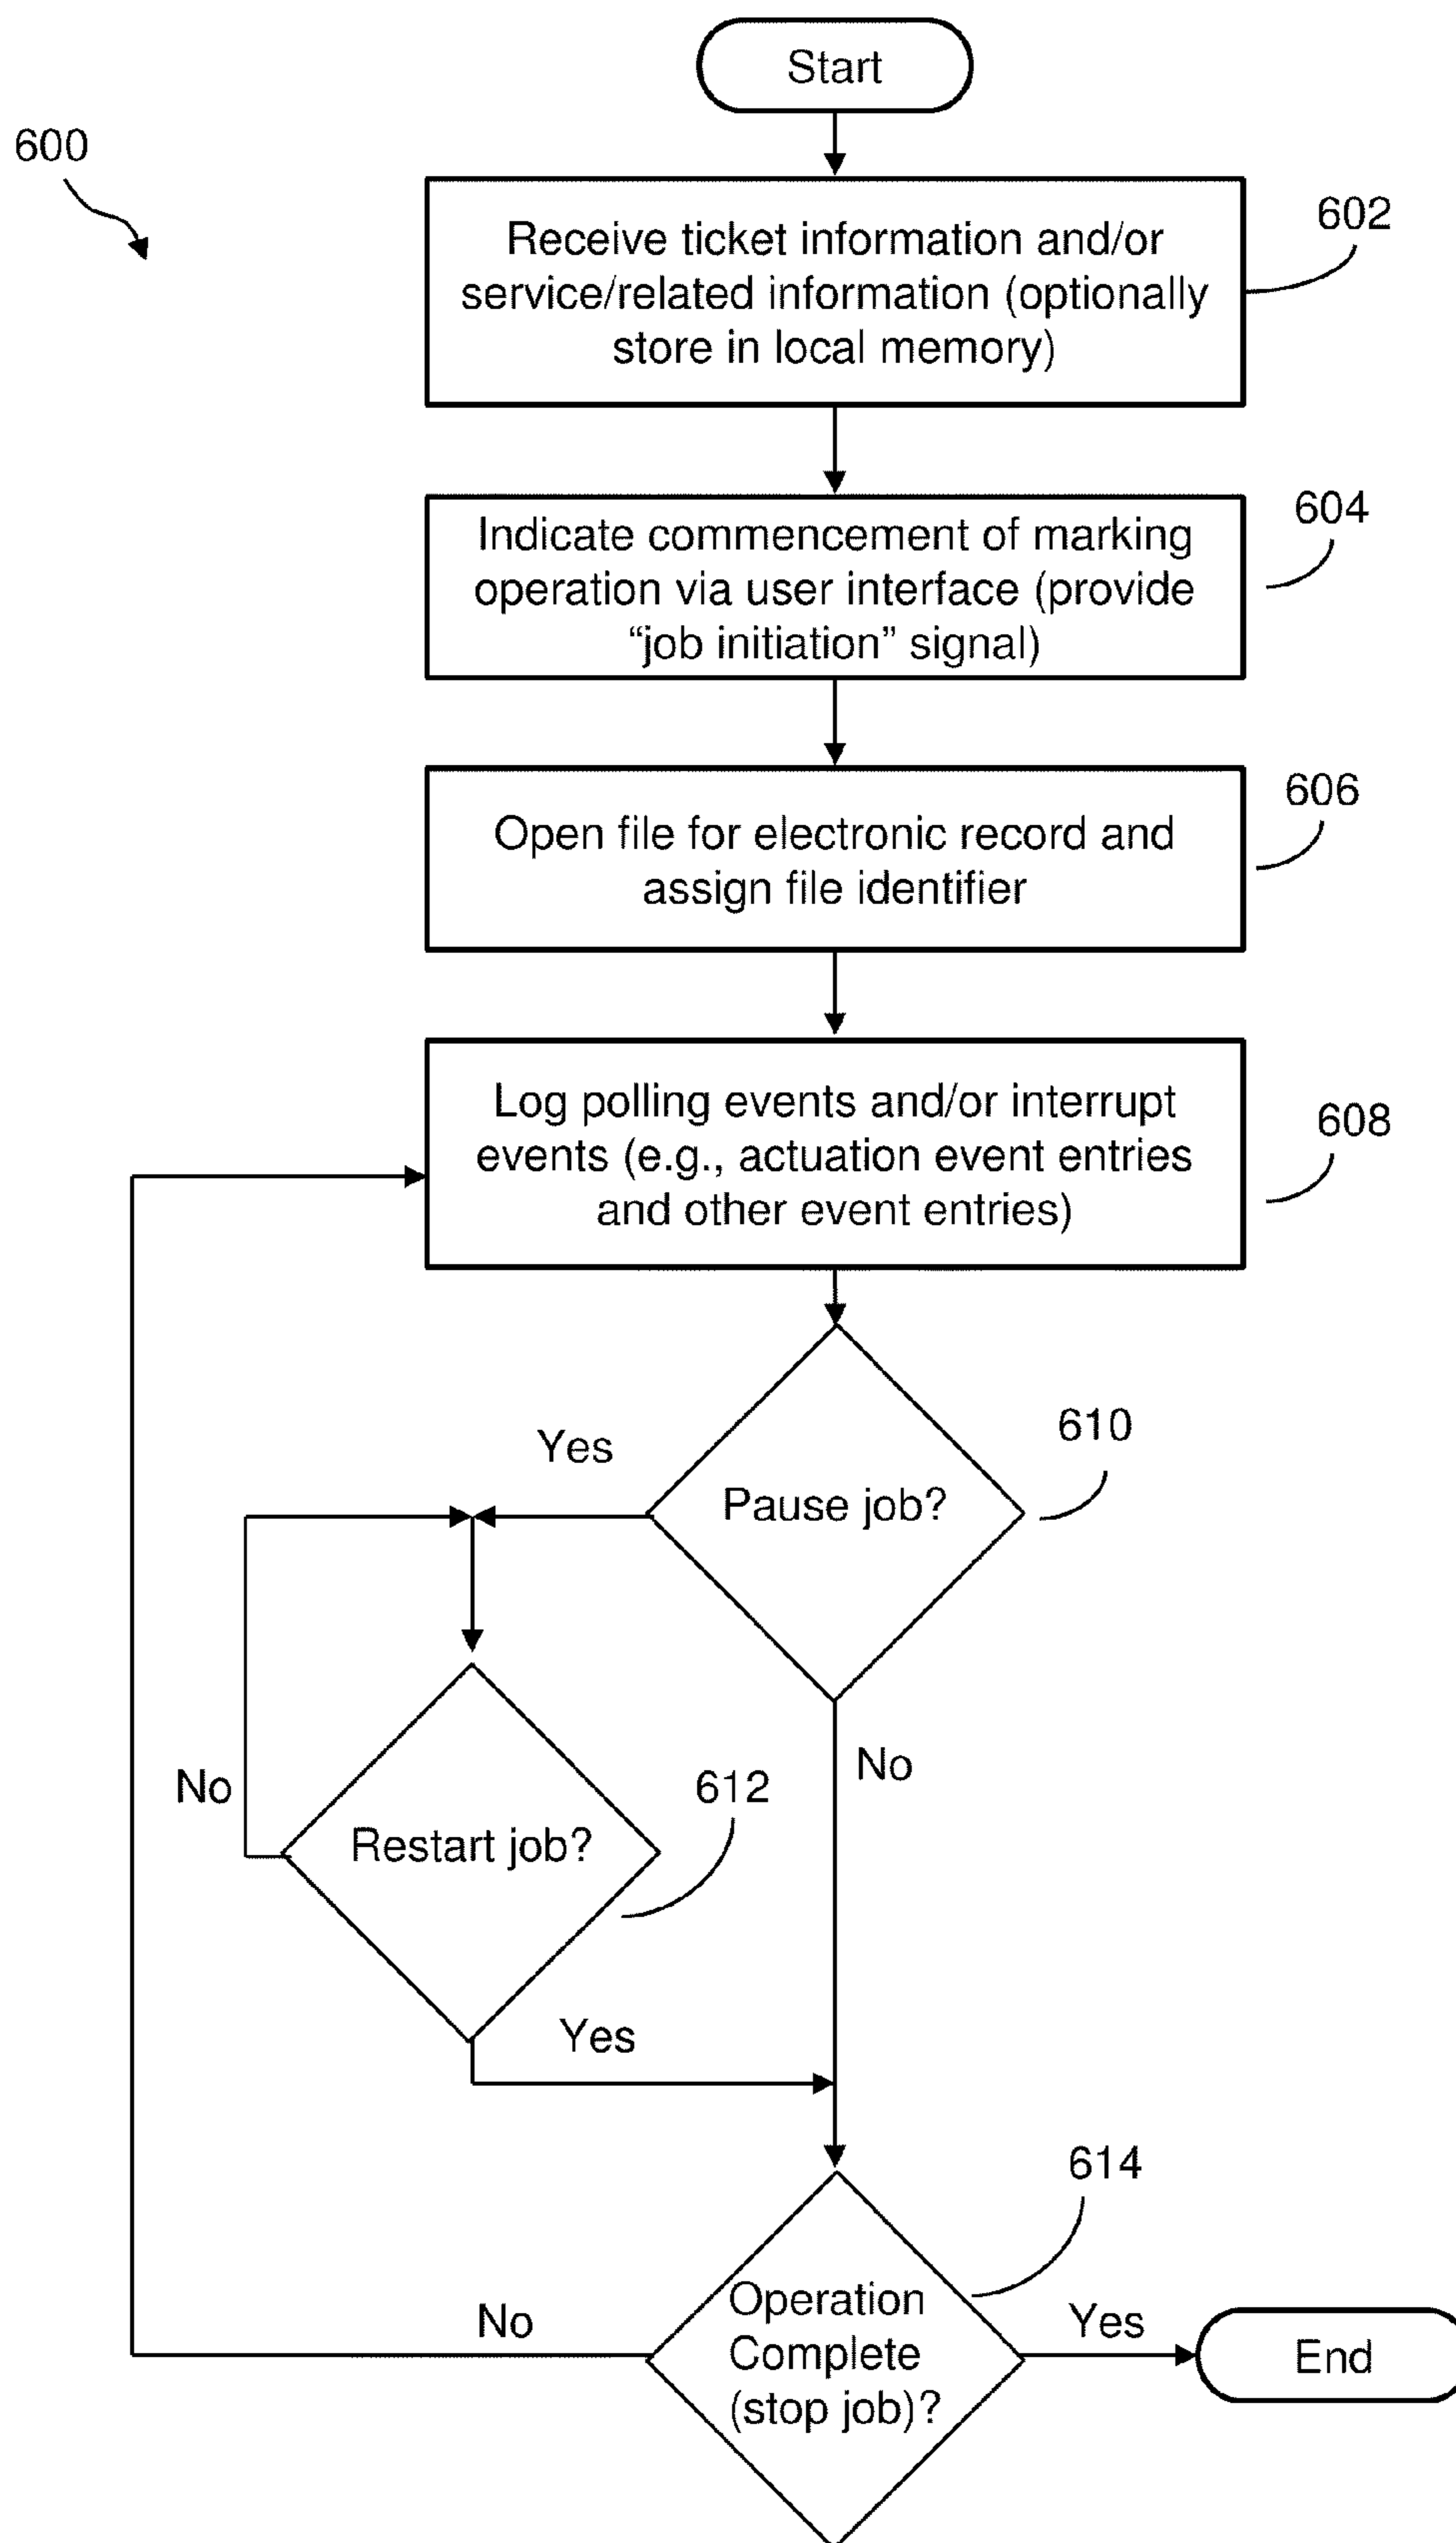 Start
600
Receive ticket information and/or
service/related information (optionally
store in local memory)
602
Indicate commencement of marking
operation via user interface (provide
“job initiation” signal)
604
Open file for electronic record and
assign file identifier
606
Log polling events and/or interrupt
events (e.g., actuation event entries
and other event entries)
608
Yes
Pause job?
610
No
No
Restart job?
612
Yes
614
No
Operation
Complete
(stop job)?
Yes
End